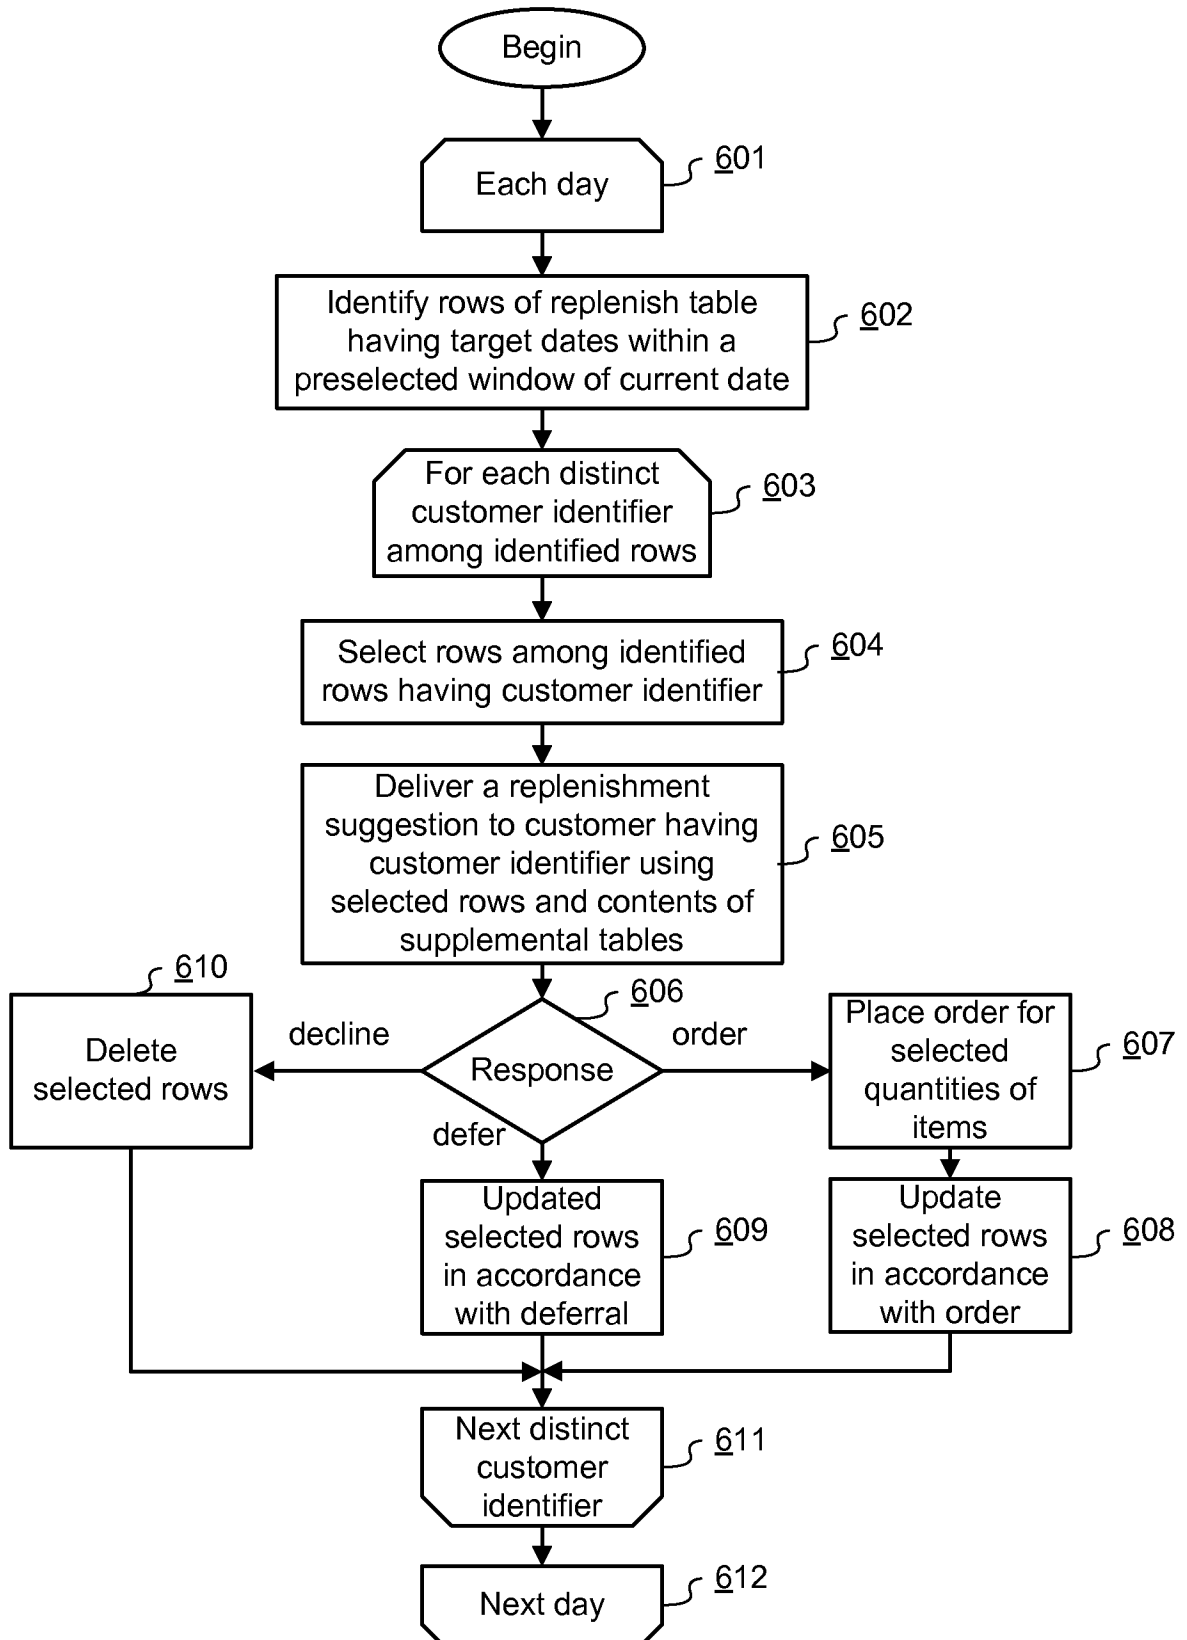 Begin
601
Each day
602
Identify rows of replenish table
having target dates within a
preselected window of current date
603
For each distinct
customer identifier
among identified rows
604
Select rows among identified
rows having customer identifier
605
Deliver a replenishment
suggestion to customer having
customer identifier using
selected rows and contents of
supplemental tables
606
Response
decline
order
defer
610
Delete
selected rows
607
Place order for
selected
quantities of
items
609
Updated
selected rows
in accordance
with deferral
608
Update
selected rows
in accordance
with order
611
Next distinct
customer
identifier
612
Next day